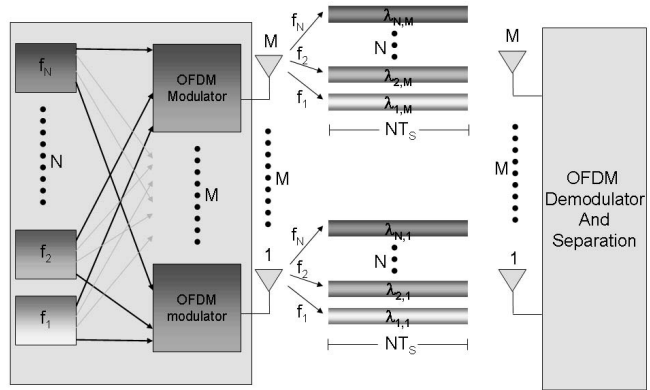 f_N
N
f_2
f_1
OFDM
Modulator
M
OFDM
modulator
M
M
1
f_N
f_2
f_1
λ_N,M
N
λ_2,M
λ_1,M
NT_S
f_N
f_2
f_1
λ_N,1
N
λ_2,1
λ_1,1
NT_S
M
M
1
OFDM
Demodulator
And
Separation